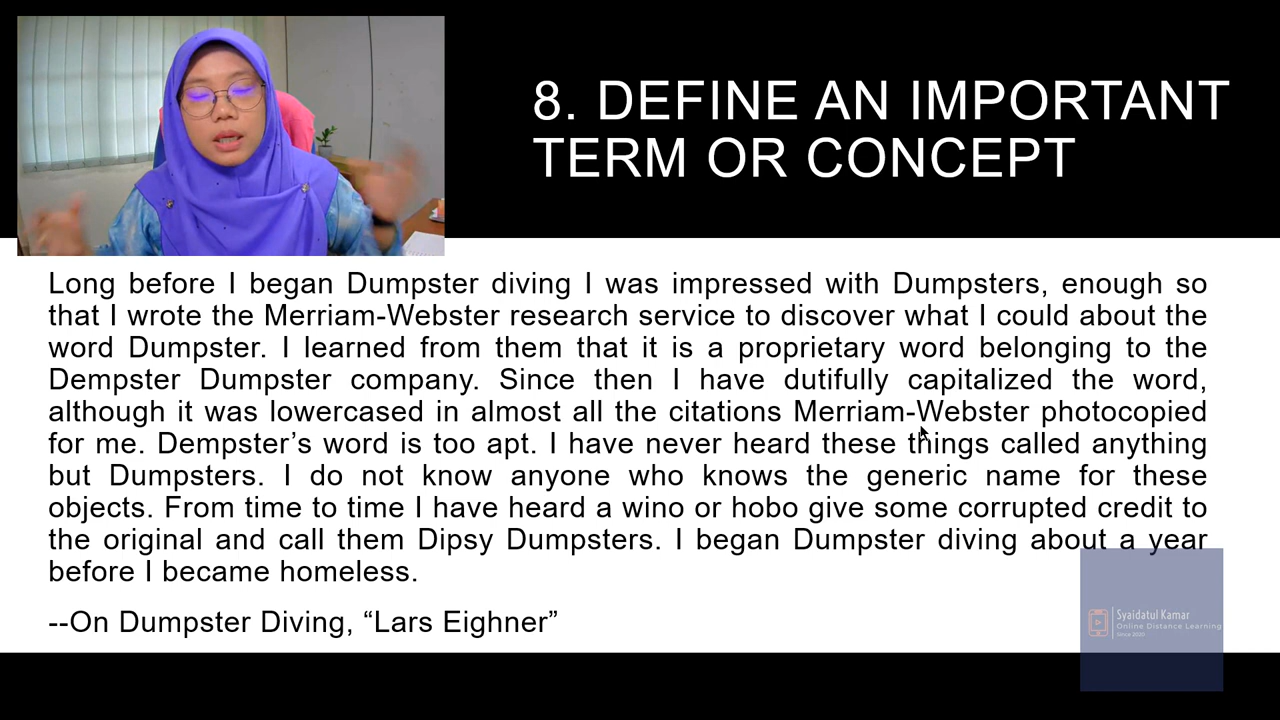 8. DEFINE AN IMPORTANT
TERM OR CONCEPT
Long before I began Dumpster diving I was impressed with Dumpsters, enough so
that I wrote the Merriam-Webster research service to discover what I could about the
word Dumpster. I learned from them that it is a proprietary word belonging to the
Dempster Dumpster company. Since then I have dutifully capitalized the word,
although it was lowercased in almost all the citations Merriam-Webster photocopied
for me. Dempster’s word is too apt. I have never heard these things called anything
but Dumpsters. I do not know anyone who knows the generic name for these
objects. From time to time I have heard a wino or hobo give some corrupted credit to
the original and call them Dipsy Dumpsters. I began Dumpster diving about a year
before I became homeless.
--On Dumpster Diving, “Lars Eighner”
Syaidatul Kamar
Online Distance Learning
Since 2020